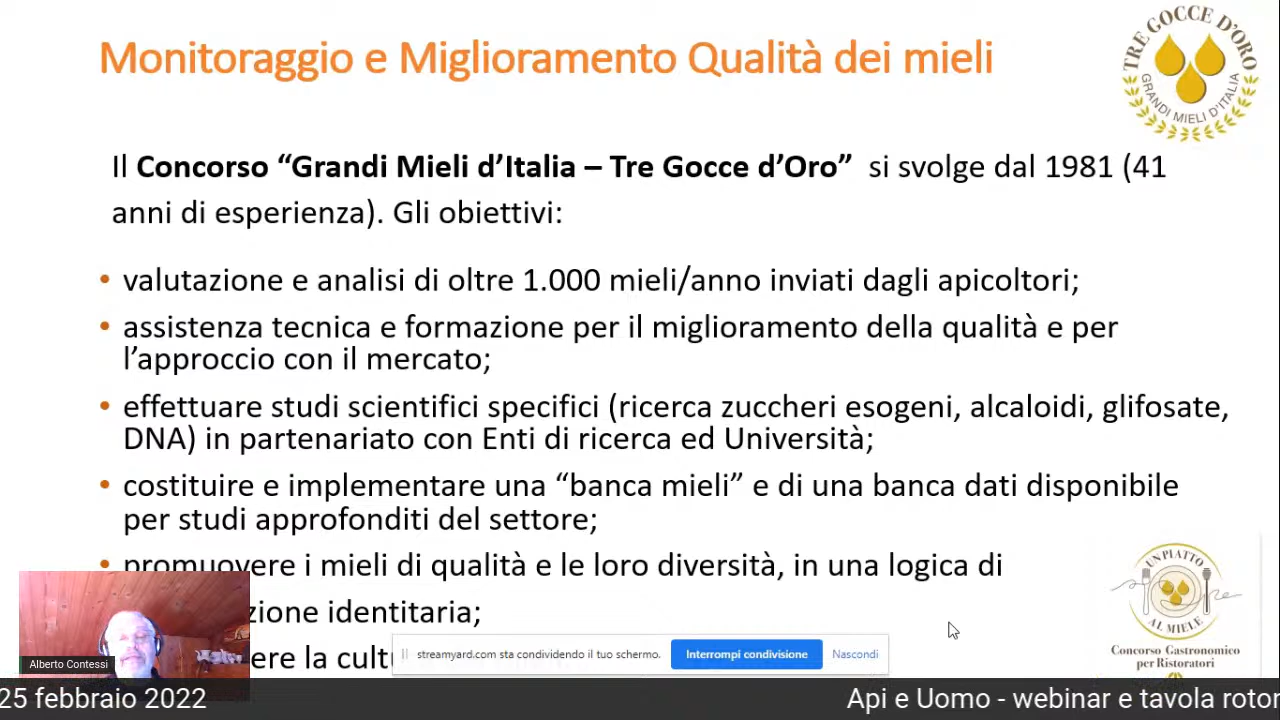 Monitoraggio e Miglioramento Qualità dei mieli
TRE GOCCE D'ORO
GRANDI MIELI D'ITALIA
Il Concorso “Grandi Mieli d’Italia – Tre Gocce d’Oro” si svolge dal 1981 (41
anni di esperienza). Gli obiettivi:
• valutazione e analisi di oltre 1.000 mieli/anno inviati dagli apicoltori;
• assistenza tecnica e formazione per il miglioramento della qualità e per
l’approccio con il mercato;
• effettuare studi scientifici specifici (ricerca zuccheri esogeni, alcaloidi, glifosate,
DNA) in partenariato con Enti di ricerca ed Università;
• costituire e implementare una “banca mieli” e di una banca dati disponibile
per studi approfonditi del settore;
• promuovere i mieli di qualità e le loro diversità, in una logica di
zione identitaria;
ere la cult
UN PIATTO
AL MIELE
Concorso Gastronomico
per Ristoratori
streamyard.com sta condividendo il tuo schermo.
Interrompi condivisione
Nascondi
Alberto Contessi
25 febbraio 2022
Api e Uomo - webinar e tavola roton